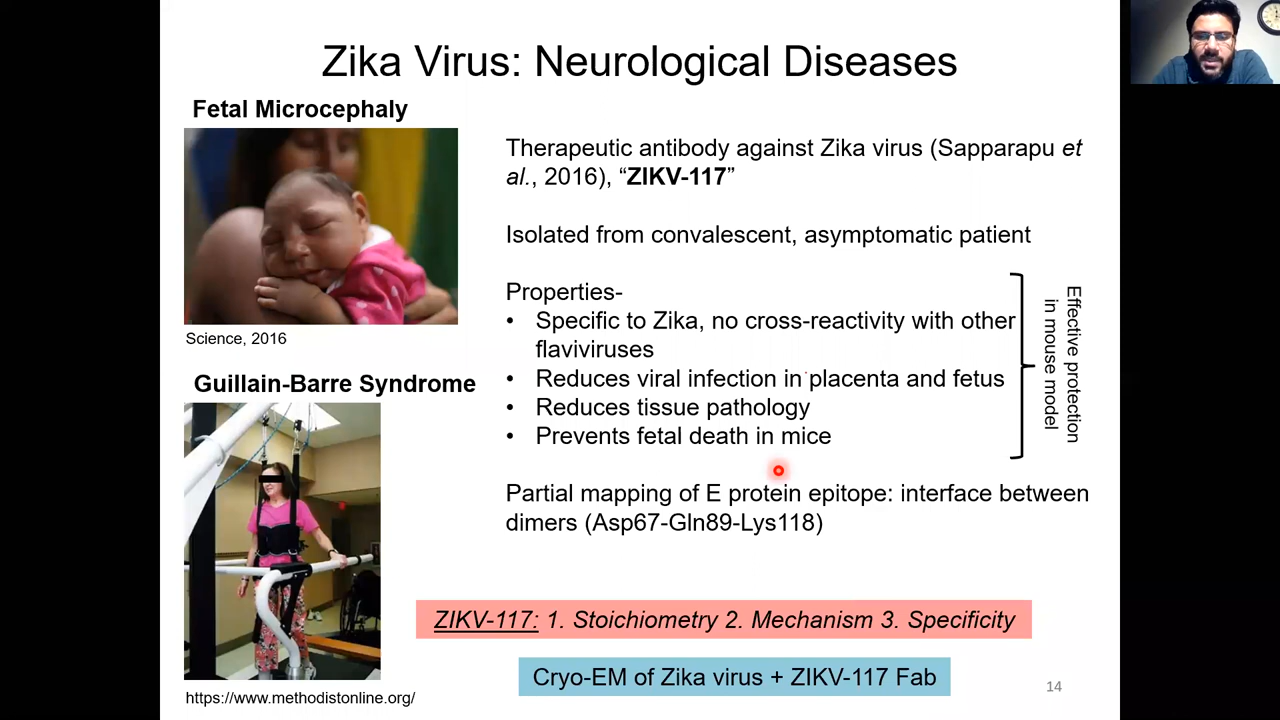 Zika Virus: Neurological Diseases
Fetal Microcephaly
Science, 2016
Guillain-Barre Syndrome
https://www.methodistonline.org/
Therapeutic antibody against Zika virus (Sapparapu et
al., 2016), “ZIKV-117”
Isolated from convalescent, asymptomatic patient
Properties-
• Specific to Zika, no cross-reactivity with other
flaviviruses
• Reduces viral infection in placenta and fetus
• Reduces tissue pathology
• Prevents fetal death in mice
Effective protection
in mouse model
Partial mapping of E protein epitope: interface between
dimers (Asp67-Gln89-Lys118)
ZIKV-117: 1. Stoichiometry 2. Mechanism 3. Specificity
Cryo-EM of Zika virus + ZIKV-117 Fab
14